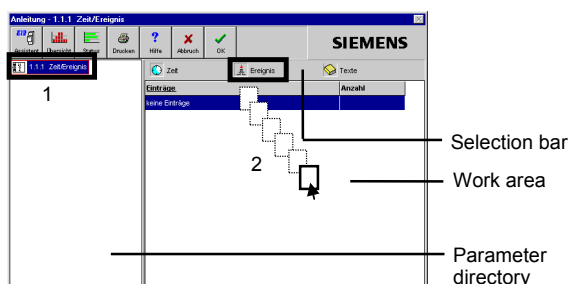 Anleitung - 1.1.1 Zeit/Ereignis
Assistent Übersicht Status Drucken Hilfe Abbruch OK
SIEMENS
1.1.1 Zeit/Ereignis
Zeit Ereignis Texte
Einträge Anzahl
keine Einträge
1
2
Selection bar
Work area
Parameter
directory